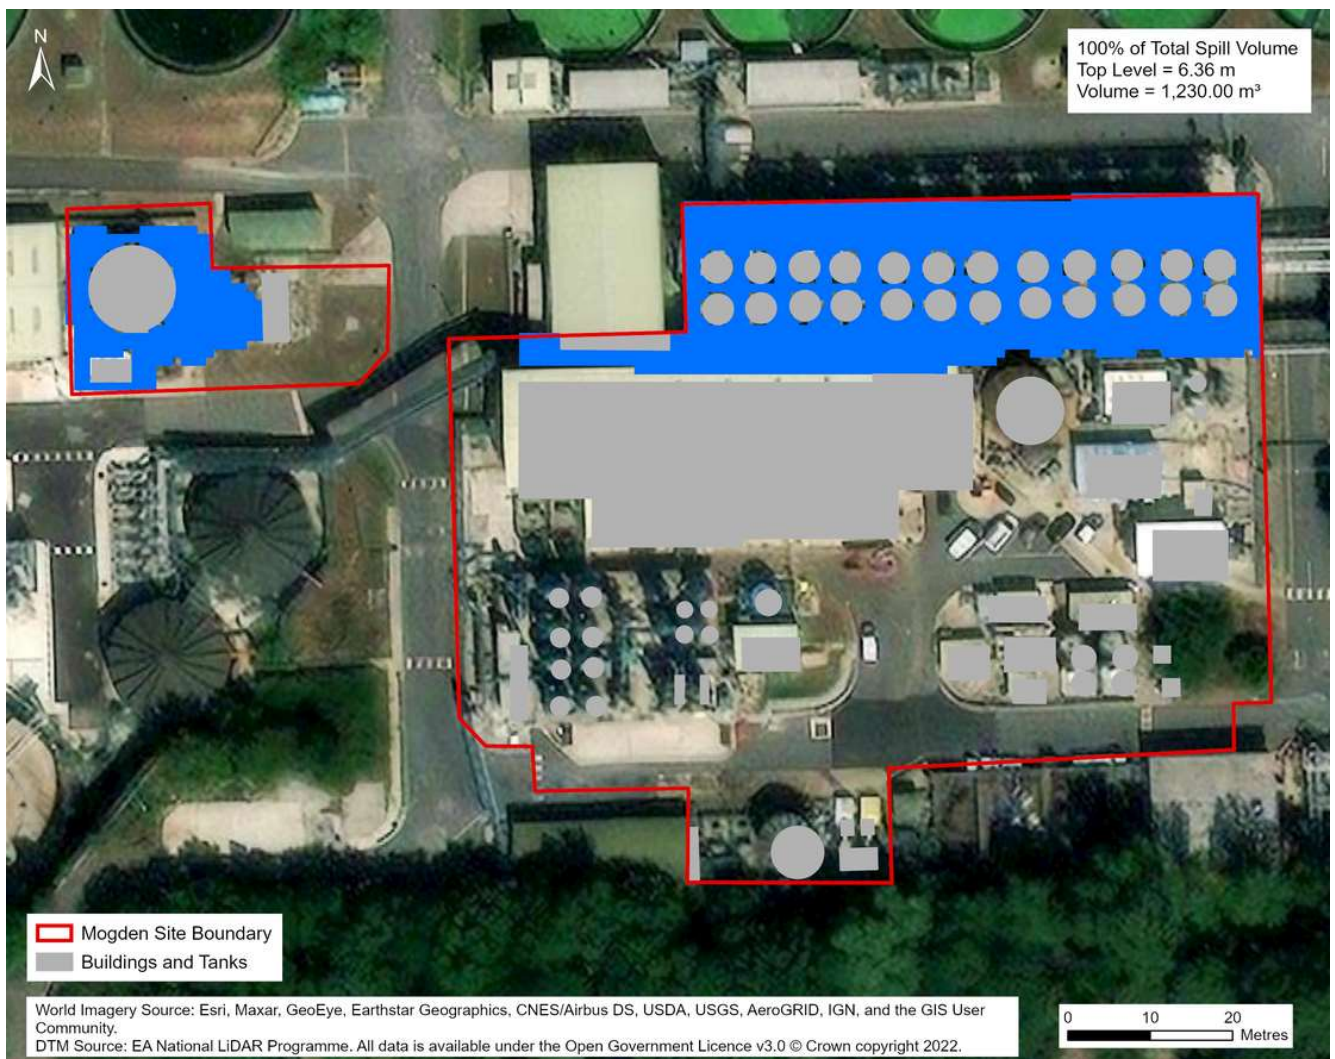 N
100% of Total Spill Volume
Top Level = 6.36 m
Volume = 1,230.00 m³
Mogden Site Boundary
Buildings and Tanks
World Imagery Source: Esri, Maxar, GeoEye, Earthstar Geographics, CNES/Airbus DS, USDA, USGS, AeroGRID, IGN, and the GIS User
Community.
DTM Source: EA National LiDAR Programme. All data is available under the Open Government Licence v3.0 © Crown copyright 2022.
0 10 20
Metres